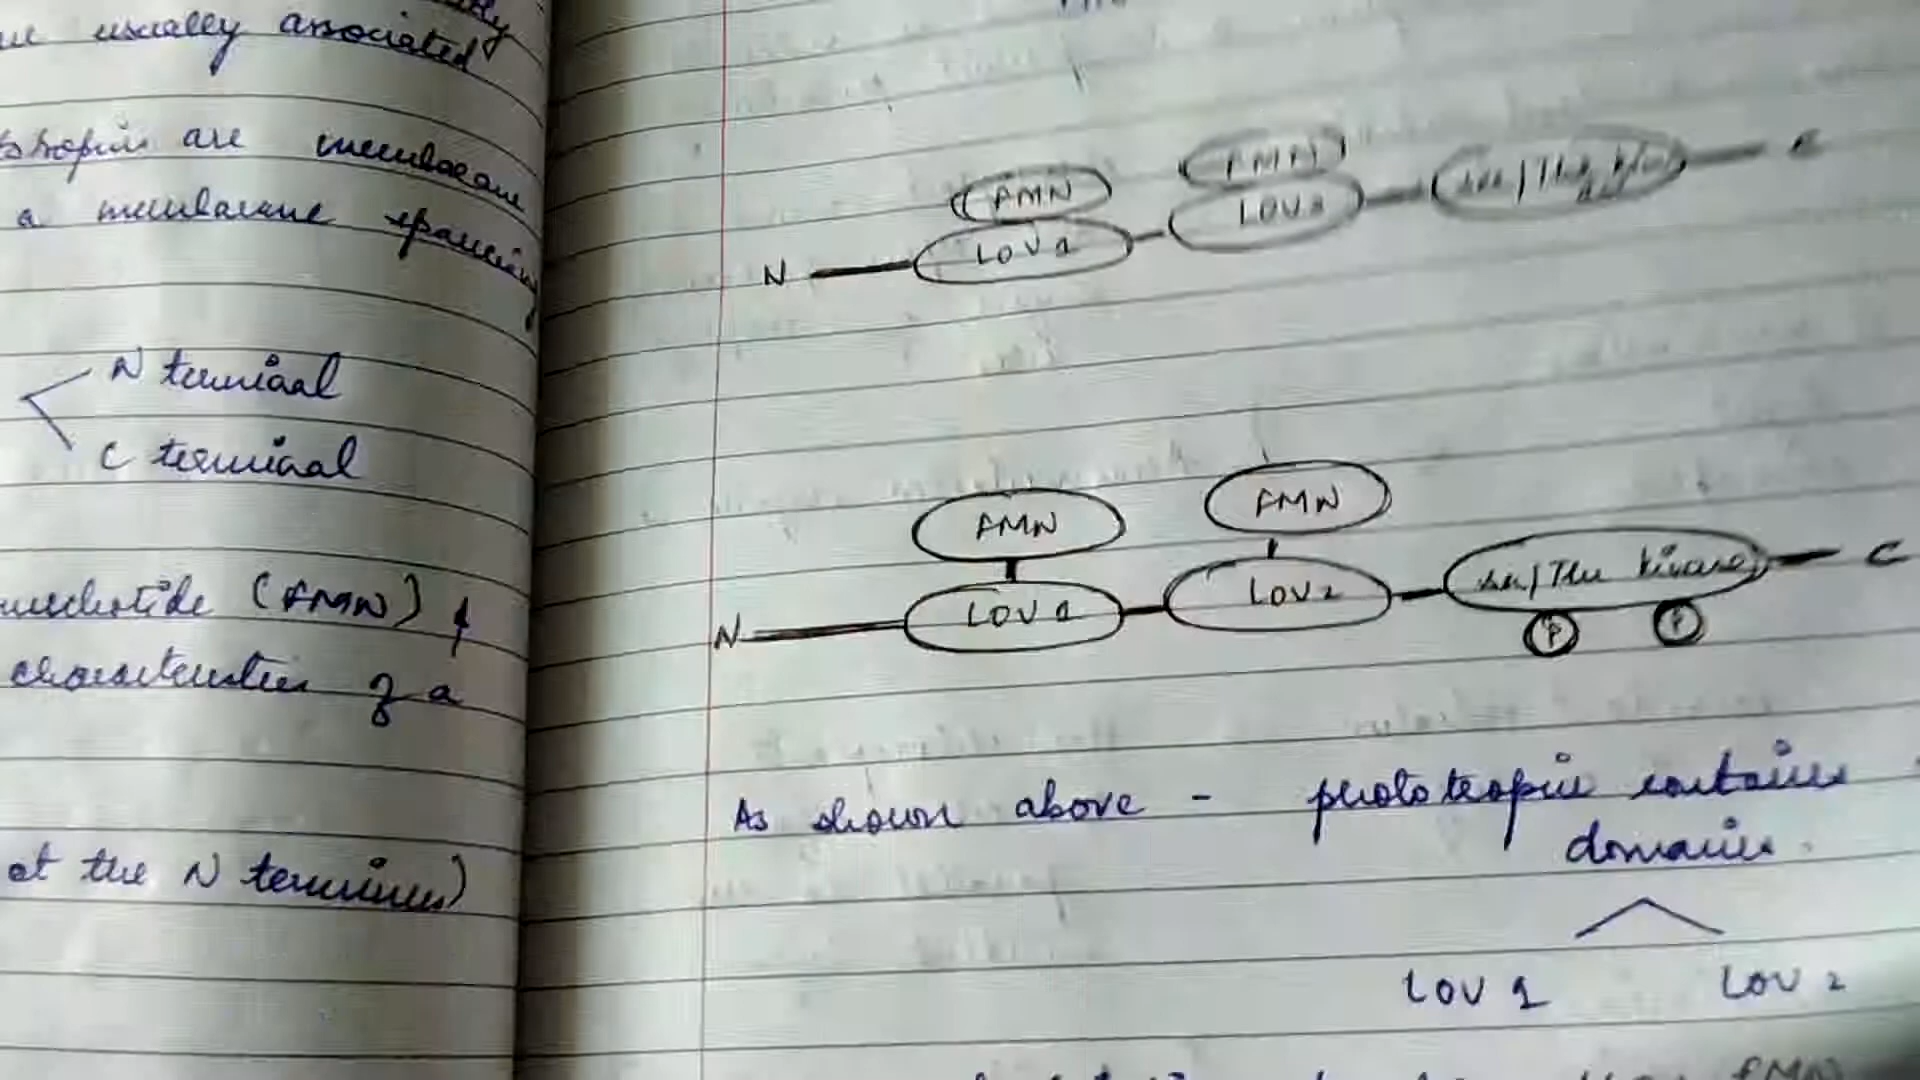 usually associated
are membrane
a membrane spanning
N terminal
C terminal
nucleotide (FMN) &
characteristics of a
at the N terminus)
FMN FMN
N LOV 1 LOV 2 C
FMN FMN
N LOV 1 LOV 2 ser/Thr kinase C
P P
As shown above - phototropin contains
domains.
LOV 1 LOV 2
FMN